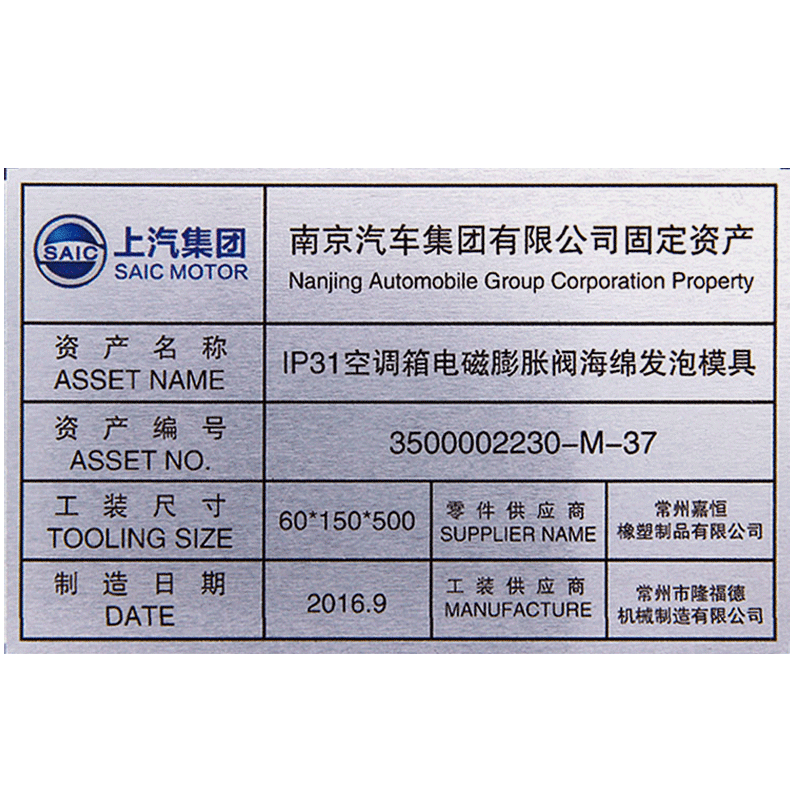 SAIC
上汽集团
SAIC MOTOR
南京汽车集团有限公司固定资产
Nanjing Automobile Group Corporation Property
资产名称
ASSET NAME
IP31空调箱电磁膨胀阀海绵发泡模具
资产编号
ASSET NO.
3500002230-M-37
工装尺寸
TOOLING SIZE
60*150*500
零件供应商
SUPPLIER NAME
常州嘉恒
橡塑制品有限公司
制造日期
DATE
2016.9
工装供应商
MANUFACTURE
常州市隆福德
机械制造有限公司